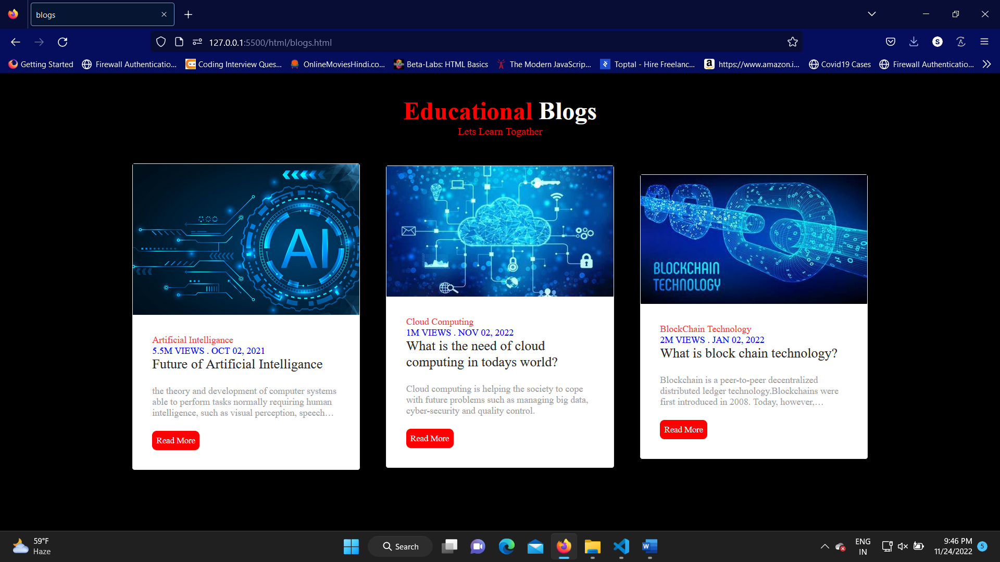 blogs
127.0.0.1:5500/html/blogs.html
S
Getting Started
Firewall Authenticatio...
Coding Interview Ques...
OnlineMoviesHindi.co...
Beta-Labs: HTML Basics
The Modern JavaScrip...
Toptal - Hire Freelanc...
https://www.amazon.i...
Covid19 Cases
Firewall Authenticatio...
Educational Blogs
Lets Learn Togather
AI
Artificial Intelligance
5.5M VIEWS . OCT 02, 2021
Future of Artificial Intelligance
the theory and development of computer systems
able to perform tasks normally requiring human
intelligence, such as visual perception, speech…
Read More
Cloud Computing
1M VIEWS . NOV 02, 2022
What is the need of cloud
computing in todays world?
Cloud computing is helping the society to cope
with future problems such as managing big data,
cyber-security and quality control.
Read More
BLOCKCHAIN
TECHNOLOGY
BlockChain Technology
2M VIEWS . JAN 02, 2022
What is block chain technology?
Blockchain is a peer-to-peer decentralized
distributed ledger technology.Blockchains were
first introduced in 2008. Today, however,…
Read More
59°F
Haze
Search
ENG
IN
9:46 PM
11/24/2022
5